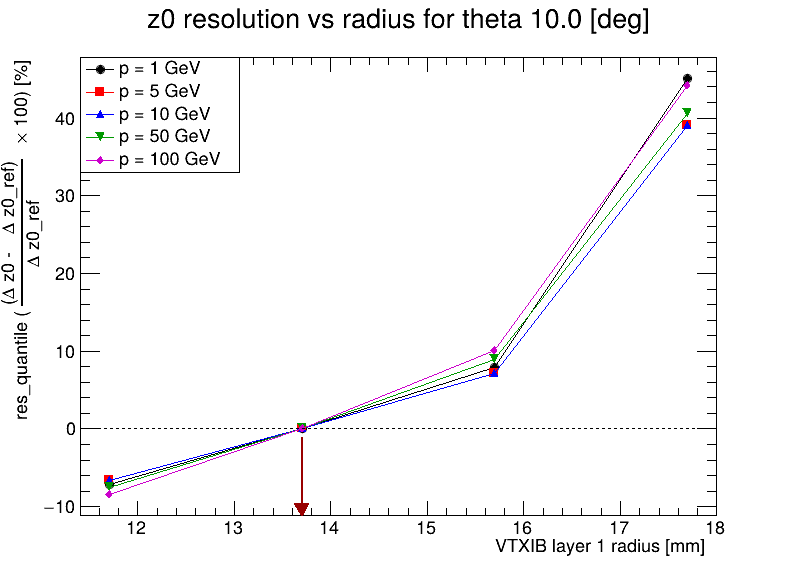 z0 resolution vs radius for theta 10.0 [deg]
p = 1 GeV
p = 5 GeV
p = 10 GeV
p = 50 GeV
p = 100 GeV
res_quantile ( (Δ z0 - Δ z0_ref) / Δ z0_ref × 100) [%]
40
30
20
10
0
−10
12 13 14 15 16 17 18
VTXIB layer 1 radius [mm]